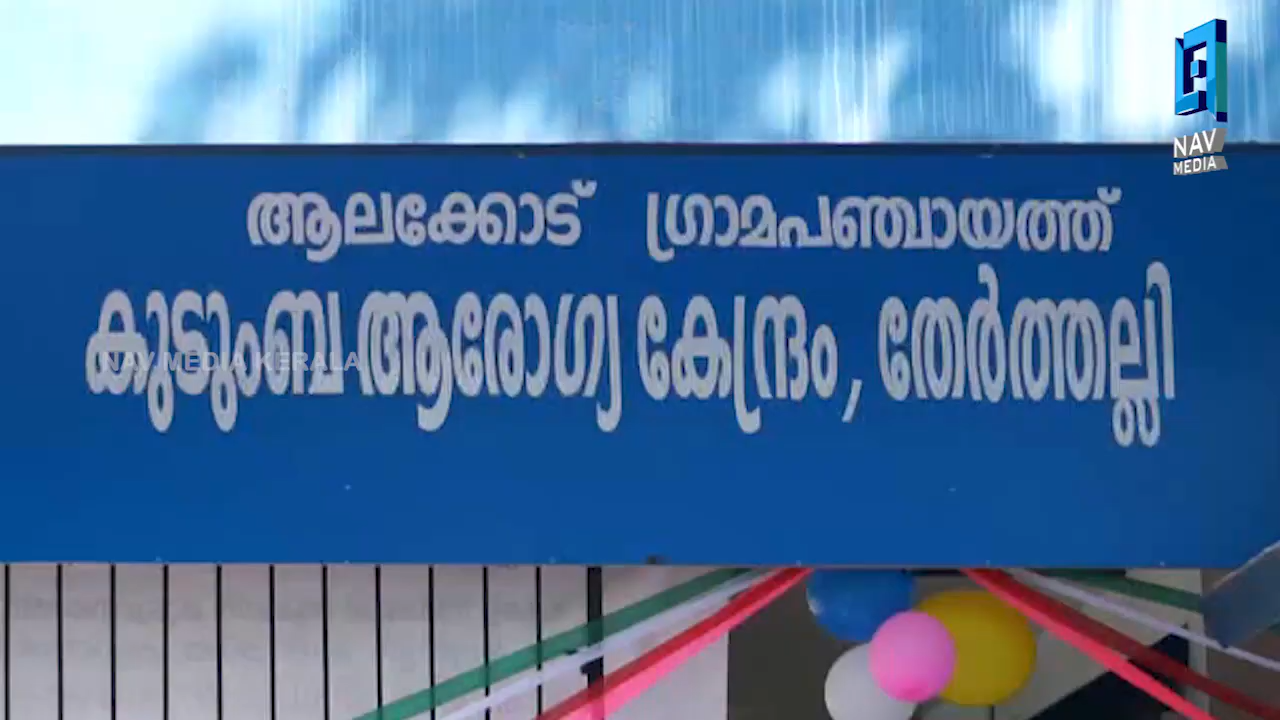 NAV
MEDIA
ആലക്കോട് ഗ്രാമപഞ്ചായത്ത്
കുടുംബ ആരോഗ്യ കേന്ദ്രം, തേർത്തല്ലി
NAV MEDIA KERALA